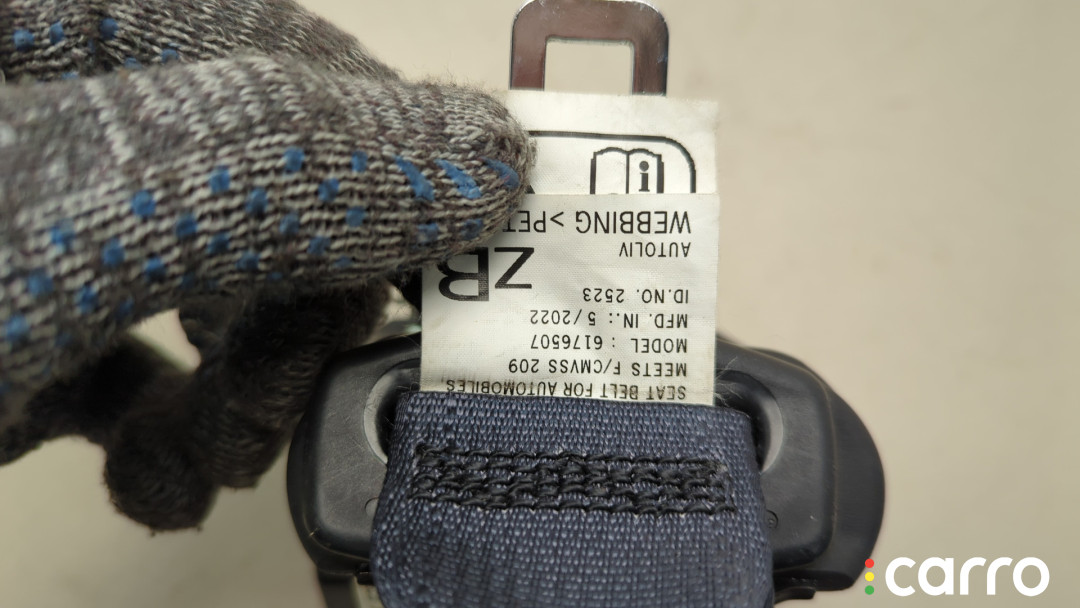 SEAT BELT FOR AUTOMOBILES,
MEETS F/CMVSS 209
MODEL : 6176507
MFD. IN.: 5/2022
ID.NO. 2523
ZB
AUTOLIV
WEBBING >PET
i
carro